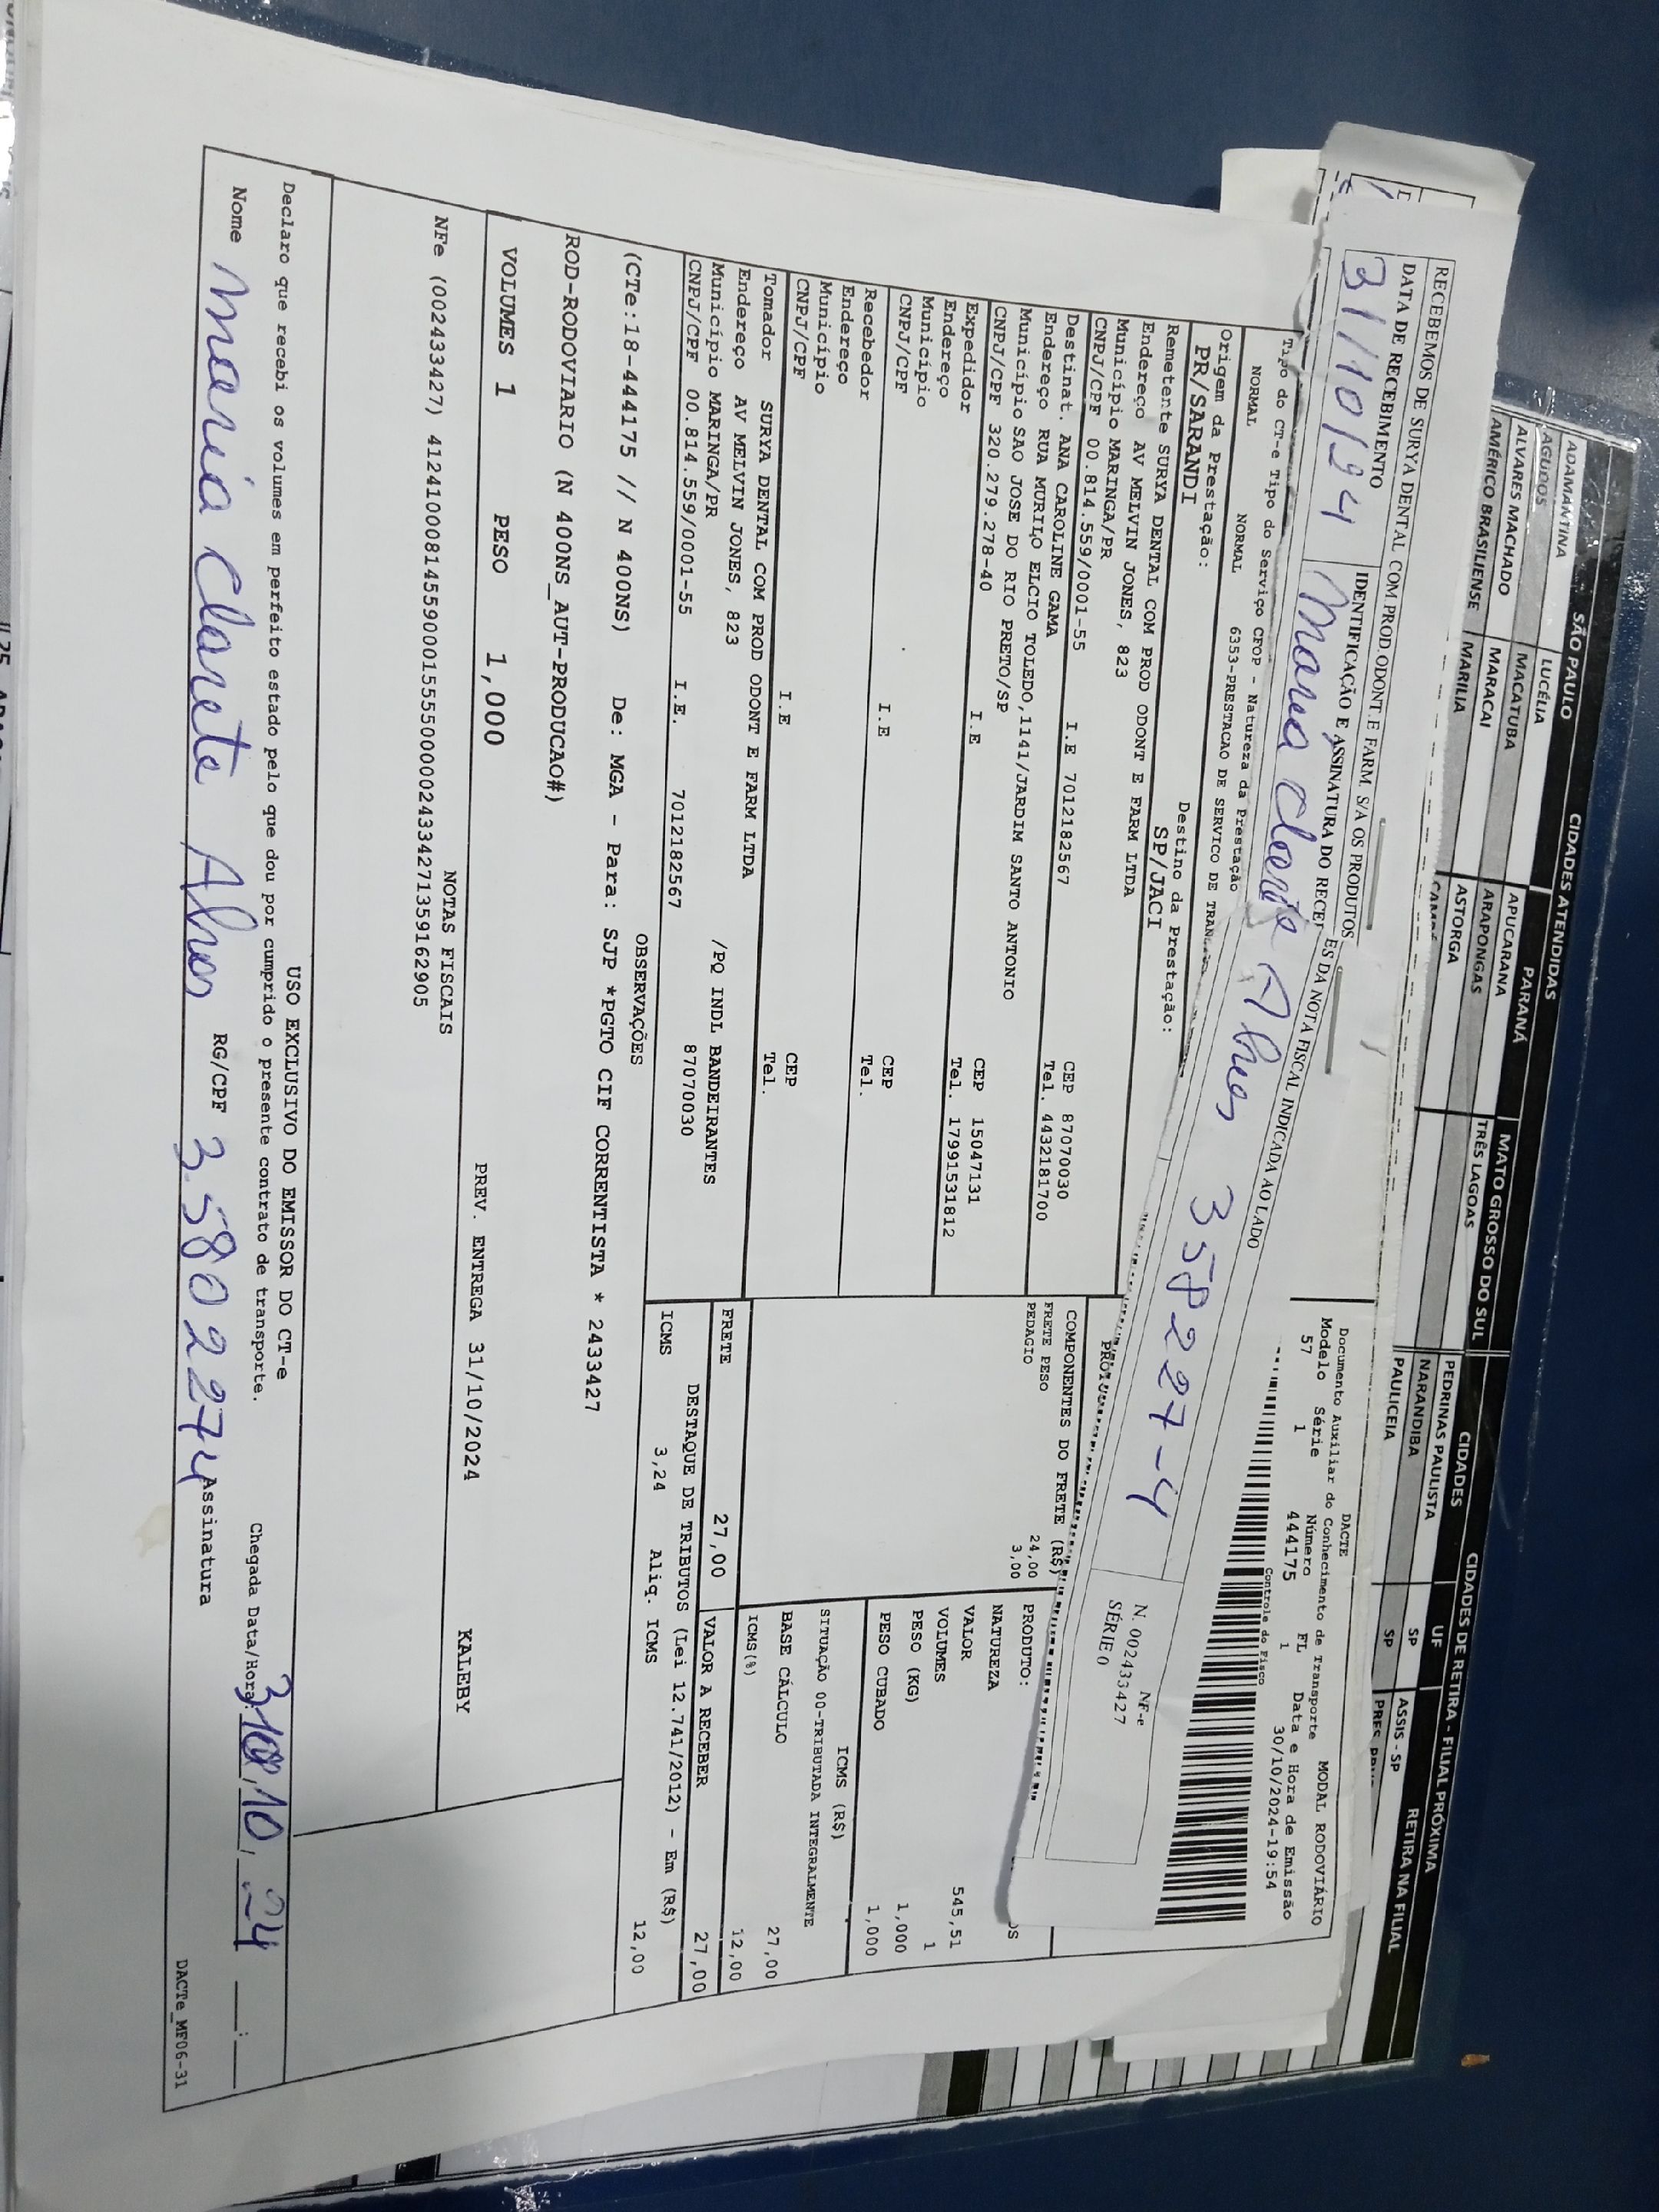 SÃO PAULO CIDADES ATENDIDAS PARANÁ MATO GROSSO DO SUL CIDADES CIDADES DE RETIRA - FILIAL PRÓXIMA
ADAMANTINA LUCÉLIA APUCARANA TRÊS LAGOAS PEDRINAS PAULISTA UF RETIRA NA FILIAL
AGUDOS MACATUBA ARAPONGAS NARANDIBA SP ASSIS - SP
ALVARES MACHADO MARACAI ASTORGA PAULICEIA SP
AMÉRICO BRASILIENSE MARILIA
RECEBEMOS DE SURYA DENTAL COM.PROD.ODONT.E FARM. S/A OS PRODUTOS ES DA NOTA FISCAL INDICADA AO LADO
DATA DE RECEBIMENTO IDENTIFICAÇÃO E ASSINATURA DO RECE
31/10/24 Maria Clarete Alves 358227-4
NF-e
N. 002433427
SÉRIE 0
DACTE MODAL RODOVIÁRIO
Documento Auxiliar do Conhecimento de Transporte
Modelo Série Número FL Data e Hora de Emissão
57 1 444175 1 30/10/2024-19:54
Controle do Fisco
Tipo do CT-e Tipo do Serviço CFOP - Natureza da Prestação
NORMAL NORMAL 6353-PRESTACAO DE SERVICO DE TRAN
Origem da Prestação: Destino da Prestação:
PR/SARANDI SP/JACI
Remetente SURYA DENTAL COM PROD ODONT E FARM LTDA
Endereço AV MELVIN JONES, 823
Município MARINGA/PR CEP 87070030
CNPJ/CPF 00.814.559/0001-55 I.E 7012182567 Tel. 4432181700
Destinat. ANA CAROLINE GAMA
Endereço RUA MURILO ELCIO TOLEDO,1141/JARDIM SANTO ANTONIO
Município SAO JOSE DO RIO PRETO/SP CEP 15047131
CNPJ/CPF 320.279.278-40 I.E Tel. 17991531812
Expedidor
Endereço
Município CEP
CNPJ/CPF I.E Tel.
Recebedor
Endereço
Município CEP
CNPJ/CPF I.E Tel.
Tomador SURYA DENTAL COM PROD ODONT E FARM LTDA
Endereço AV MELVIN JONES, 823 /PQ INDL BANDEIRANTES
Município MARINGA/PR 87070030
CNPJ/CPF 00.814.559/0001-55 I.E. 7012182567
COMPONENTES DO FRETE (R$)
FRETE PESO 24,00
PEDAGIO 3,00
FRETE 27,00
PRODUTO:
NATUREZA
VALOR 545,51
VOLUMES 1
PESO (KG) 1,000
PESO CUBADO 1,000
ICMS (R$)
SITUAÇÃO 00-TRIBUTADA INTEGRALMENTE
BASE CÁLCULO 27,00
ICMS(%) 12,00
VALOR A RECEBER 27,00
DESTAQUE DE TRIBUTOS (Lei 12.741/2012) - Em (R$)
ICMS 3,24 Aliq. ICMS 12,00
OBSERVAÇÕES
(CTe:18-444175 // N 400NS) De: MGA - Para: SJP *PGTO CIF CORRENTISTA * 2433427
ROD-RODOVIARIO (N 400NS_AUT-PRODUCAO#)
VOLUMES 1 PESO 1,000 PREV. ENTREGA 31/10/2024 KALEBY
NOTAS FISCAIS
NFe (002433427) 41241000814559000155550000024334271359162905
USO EXCLUSIVO DO EMISSOR DO CT-e
Declaro que recebi os volumes em perfeito estado pelo que dou por cumprido o presente contrato de transporte. Chegada Data/Hora: 31/10/24 __:__
Nome Maria Clarete Alves RG/CPF 3.5802274 Assinatura
DACTe_MF06-31